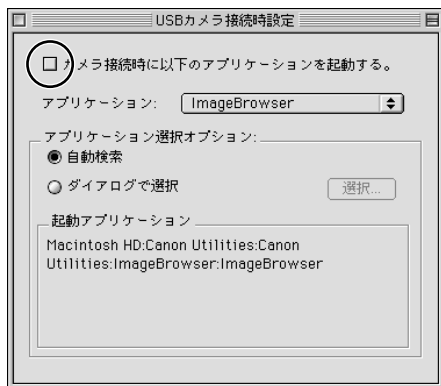 USBカメラ接続時設定
カメラ接続時に以下のアプリケーションを起動する。
アプリケーション: ImageBrowser
アプリケーション選択オプション:
自動検索
ダイアログで選択 選択...
起動アプリケーション
Macintosh HD:Canon Utilities:Canon
Utilities:ImageBrowser:ImageBrowser